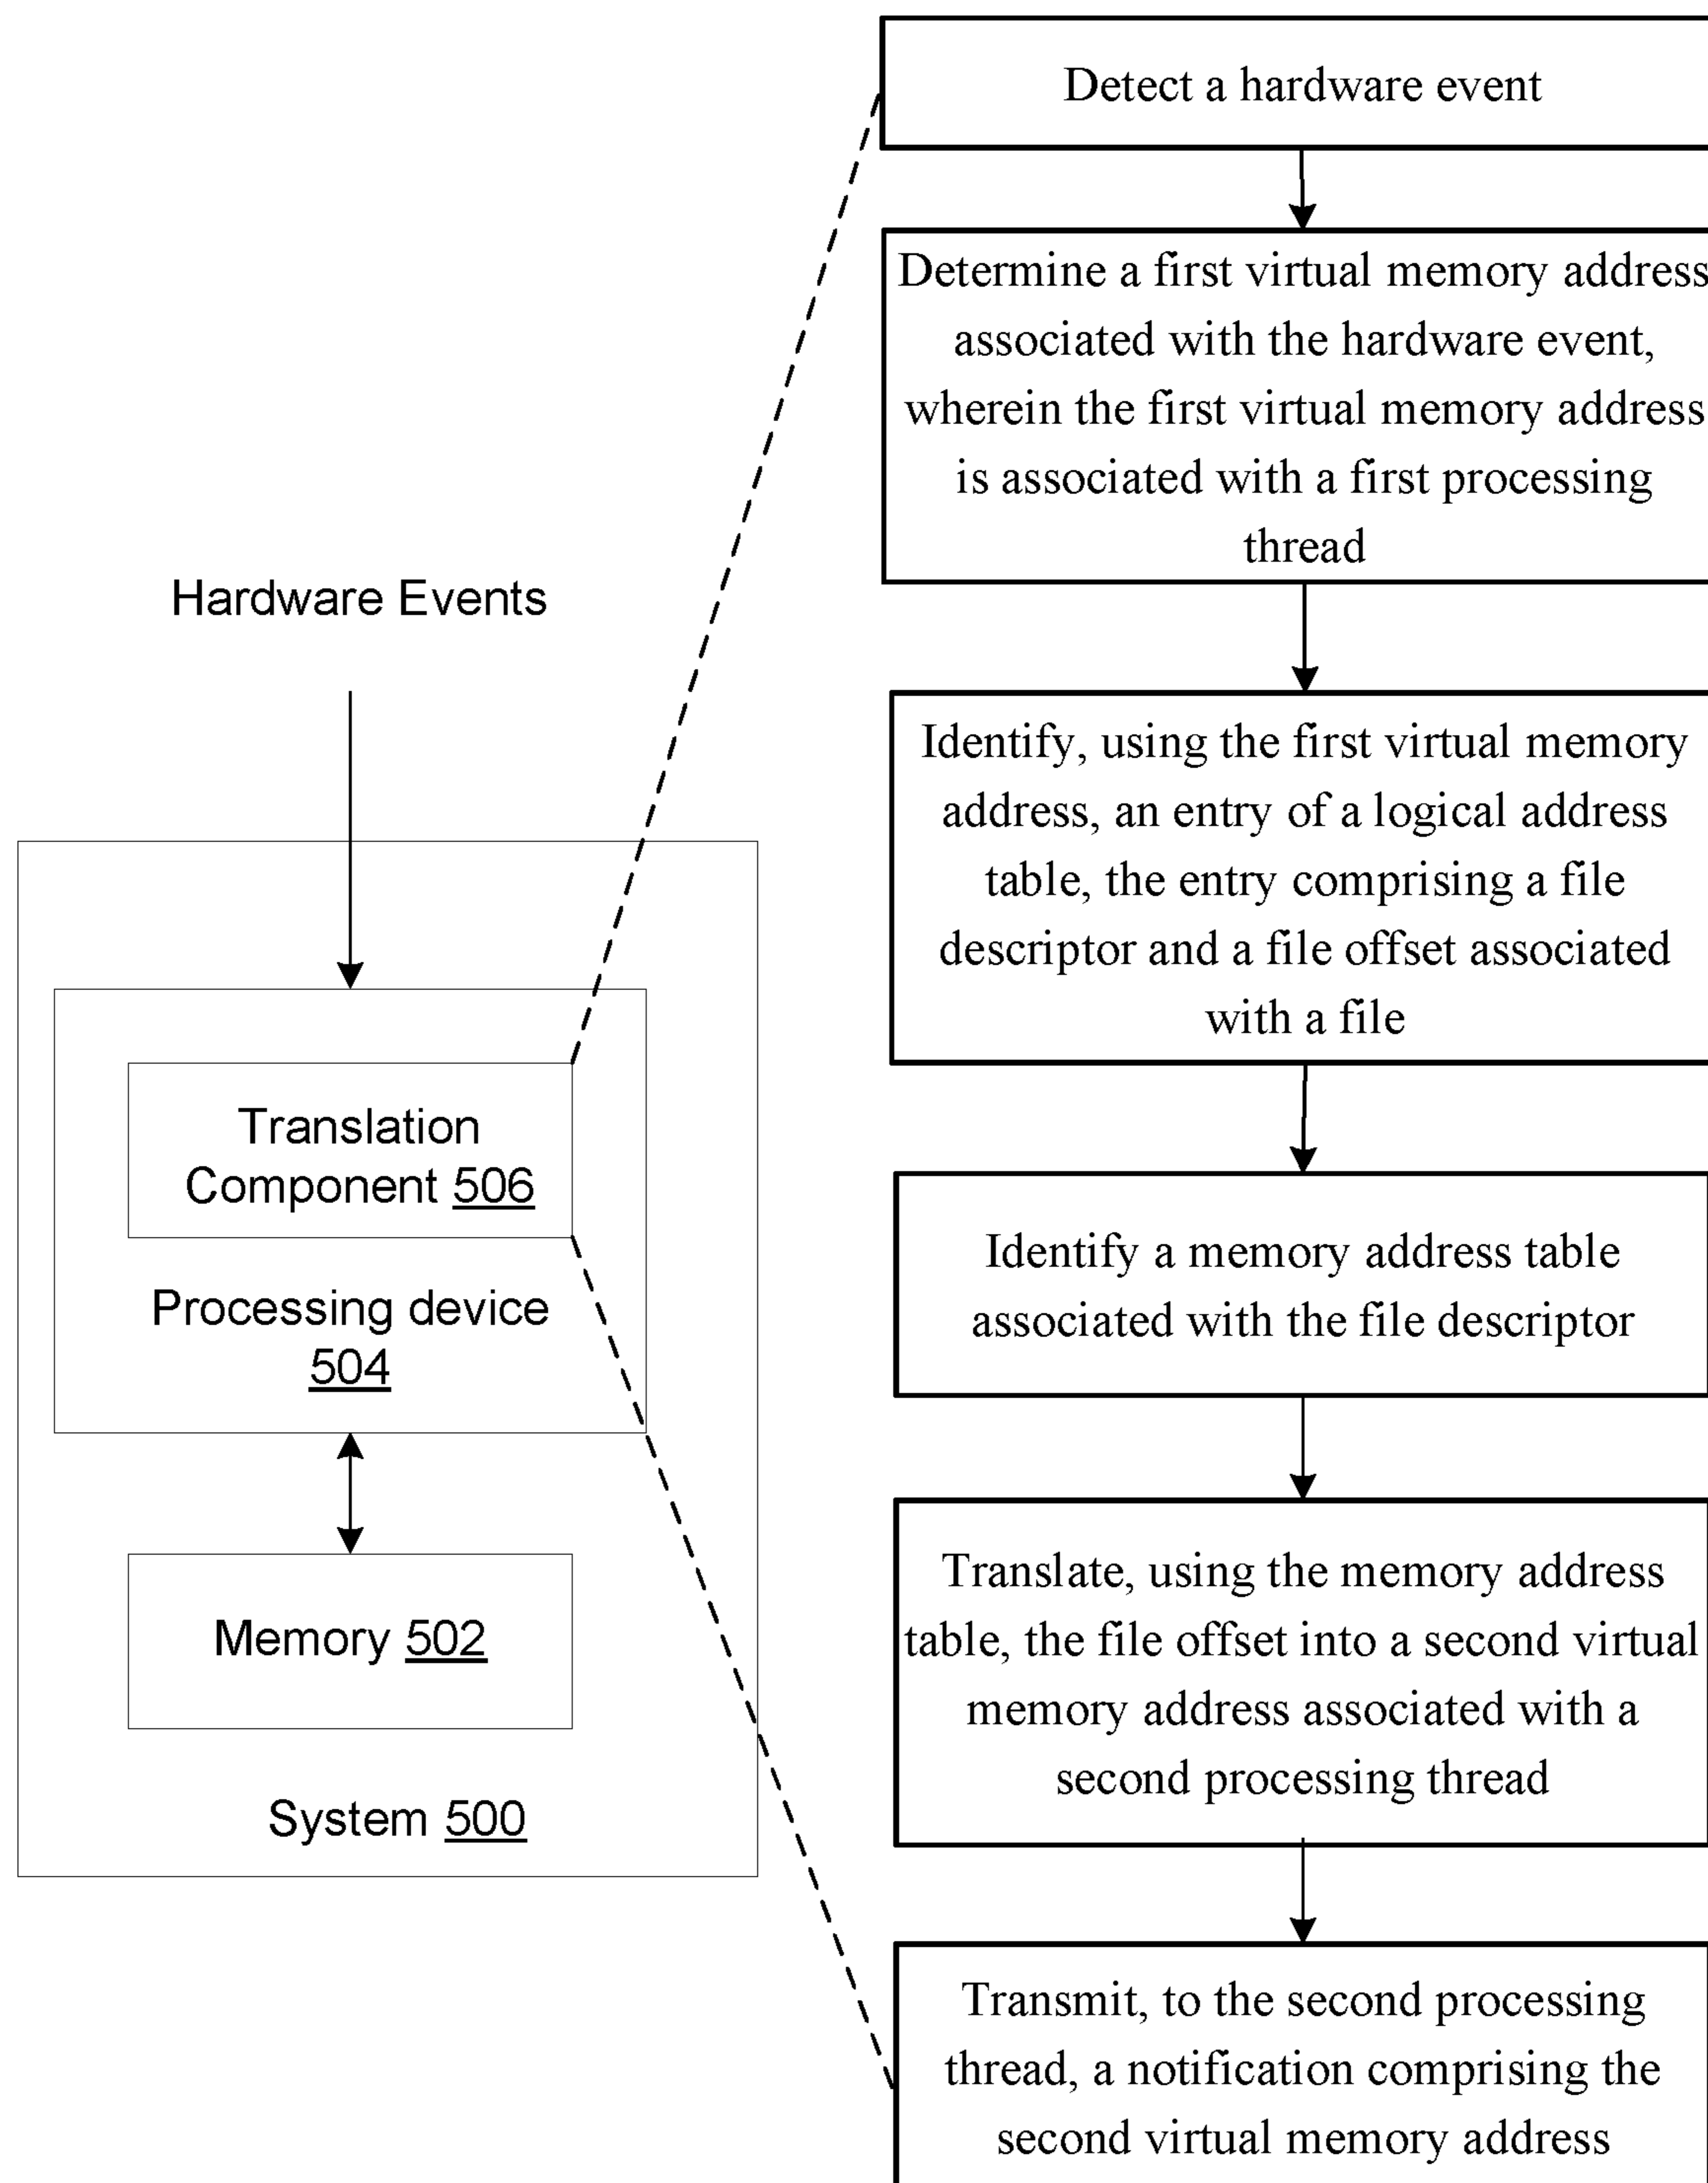 Hardware Events
Translation
Component 506
Processing device
504
Memory 502
System 500
Detect a hardware event
Determine a first virtual memory address
associated with the hardware event,
wherein the first virtual memory address
is associated with a first processing
thread
Identify, using the first virtual memory
address, an entry of a logical address
table, the entry comprising a file
descriptor and a file offset associated
with a file
Identify a memory address table
associated with the file descriptor
Translate, using the memory address
table, the file offset into a second virtual
memory address associated with a
second processing thread
Transmit, to the second processing
thread, a notification comprising the
second virtual memory address